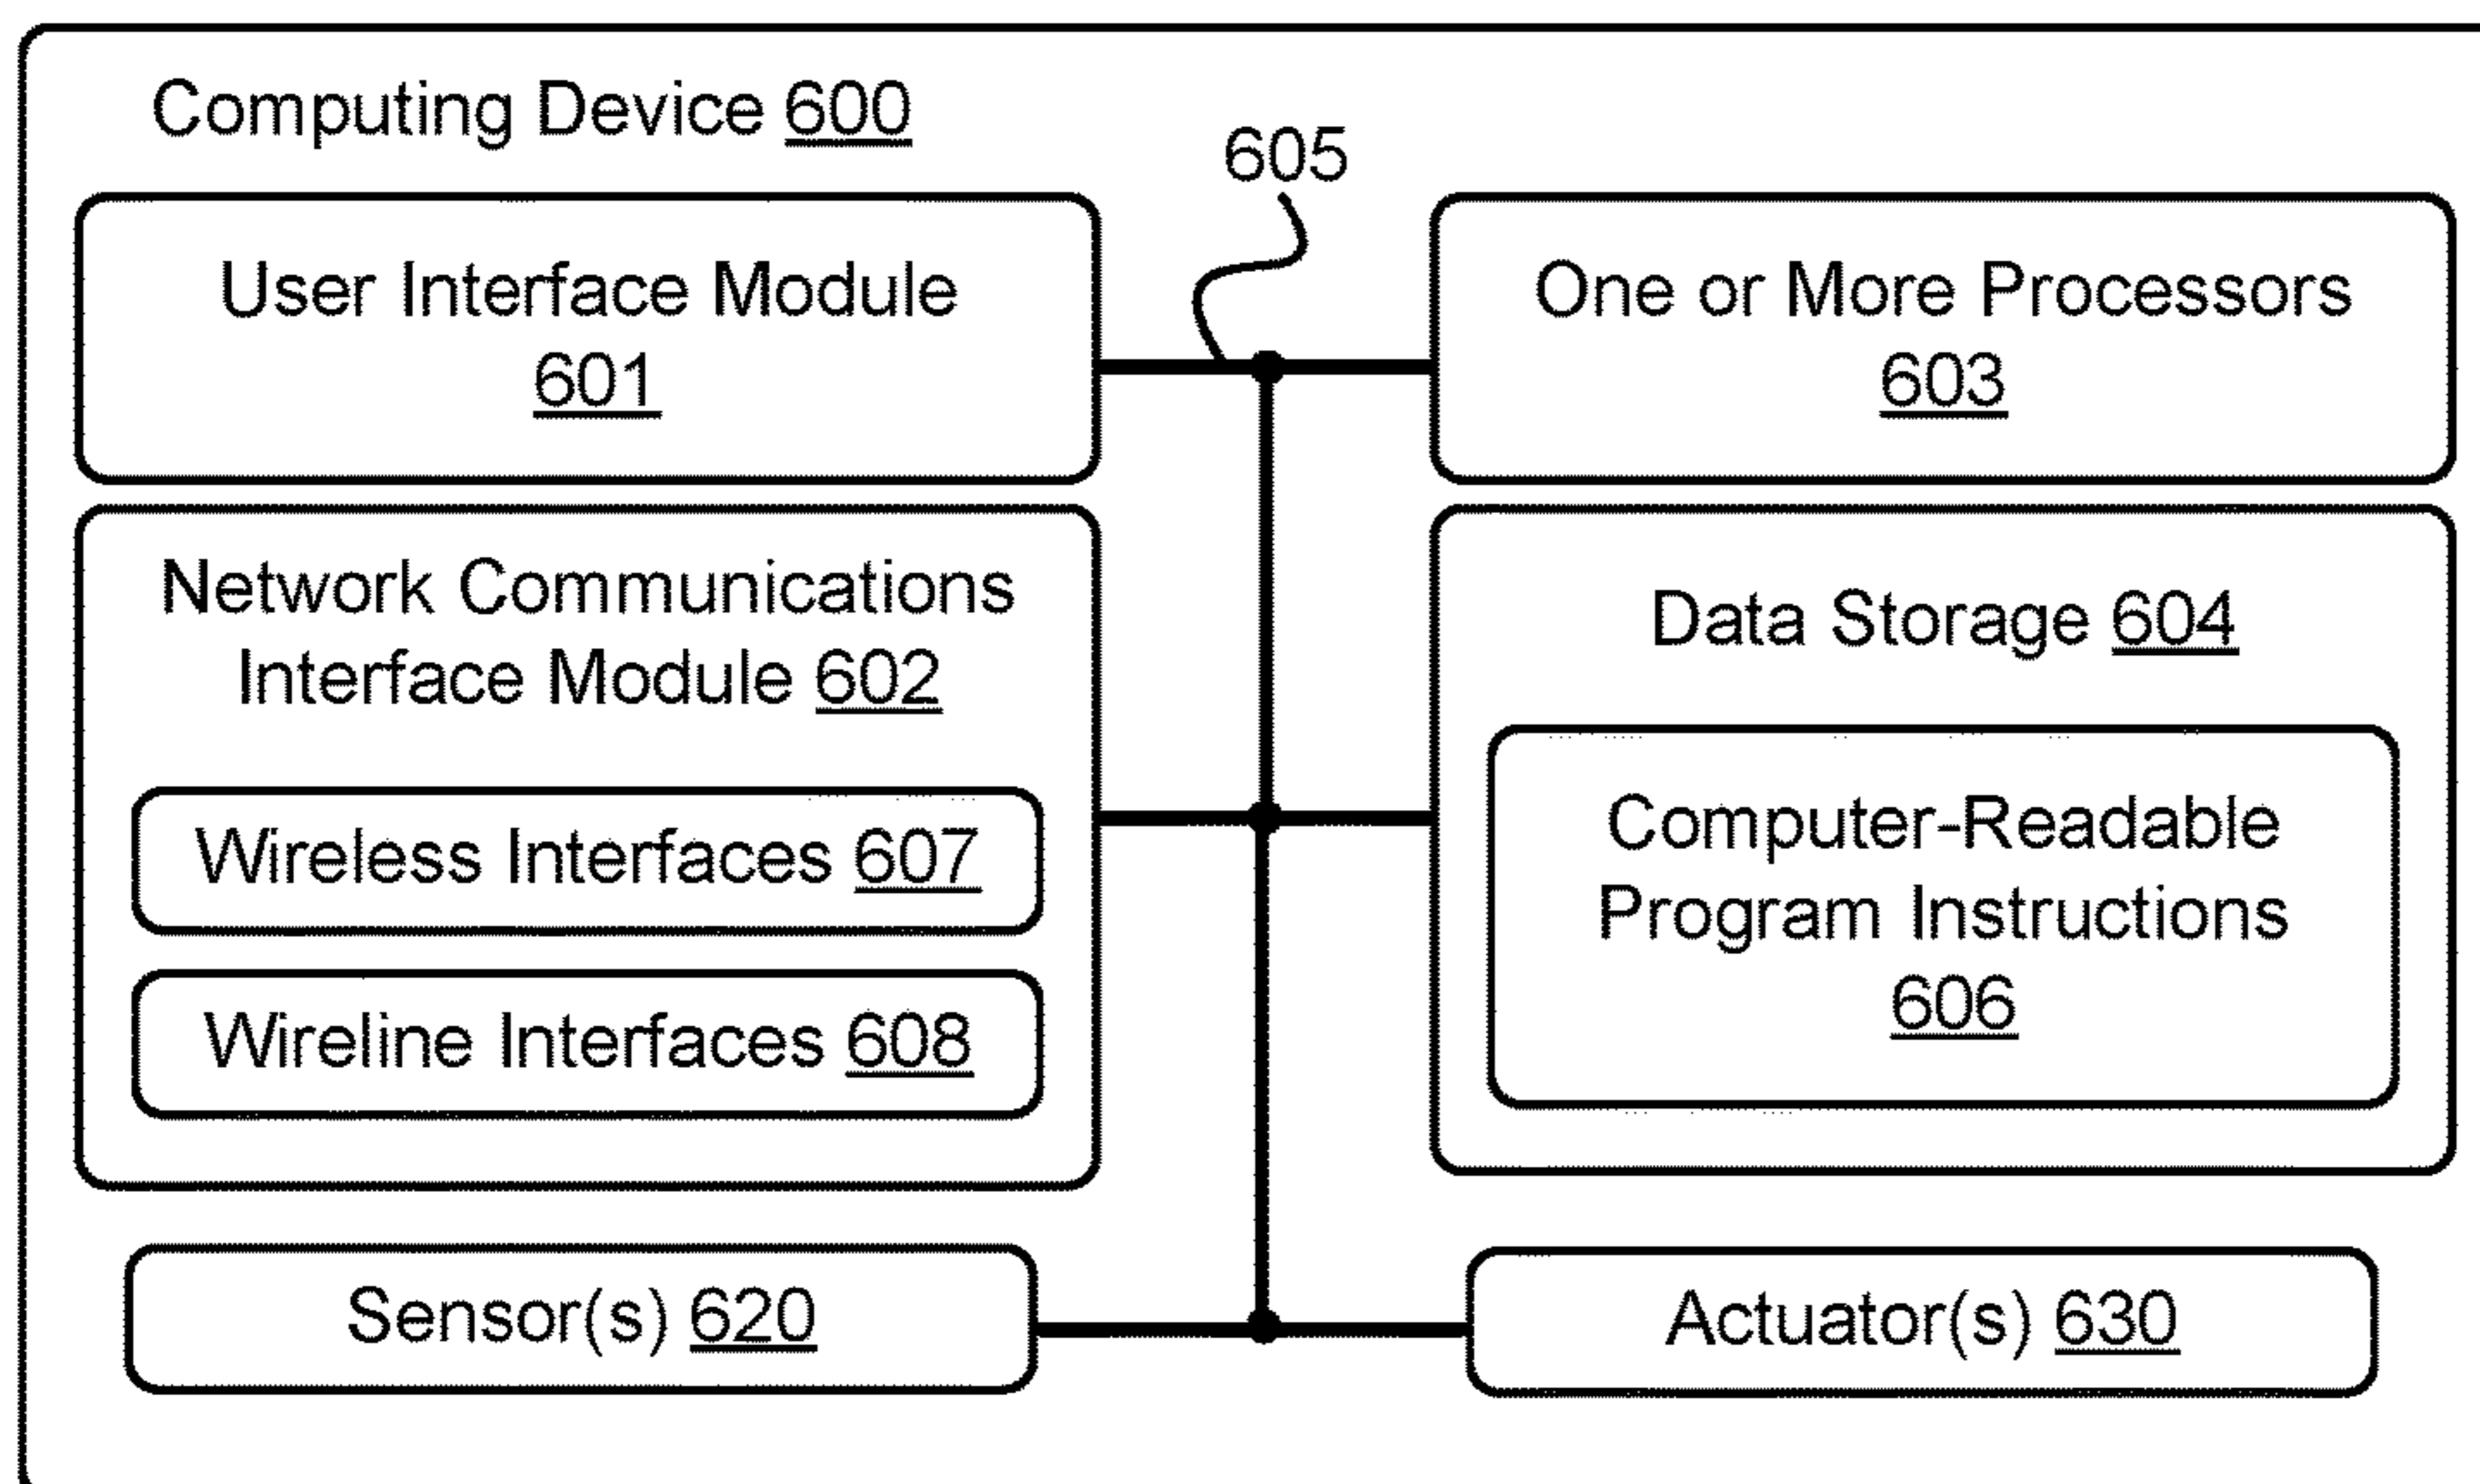 Computing Device 600
605
User Interface Module
601
One or More Processors
603
Network Communications
Interface Module 602
Wireless Interfaces 607
Wireline Interfaces 608
Data Storage 604
Computer-Readable
Program Instructions
606
Sensor(s) 620
Actuator(s) 630